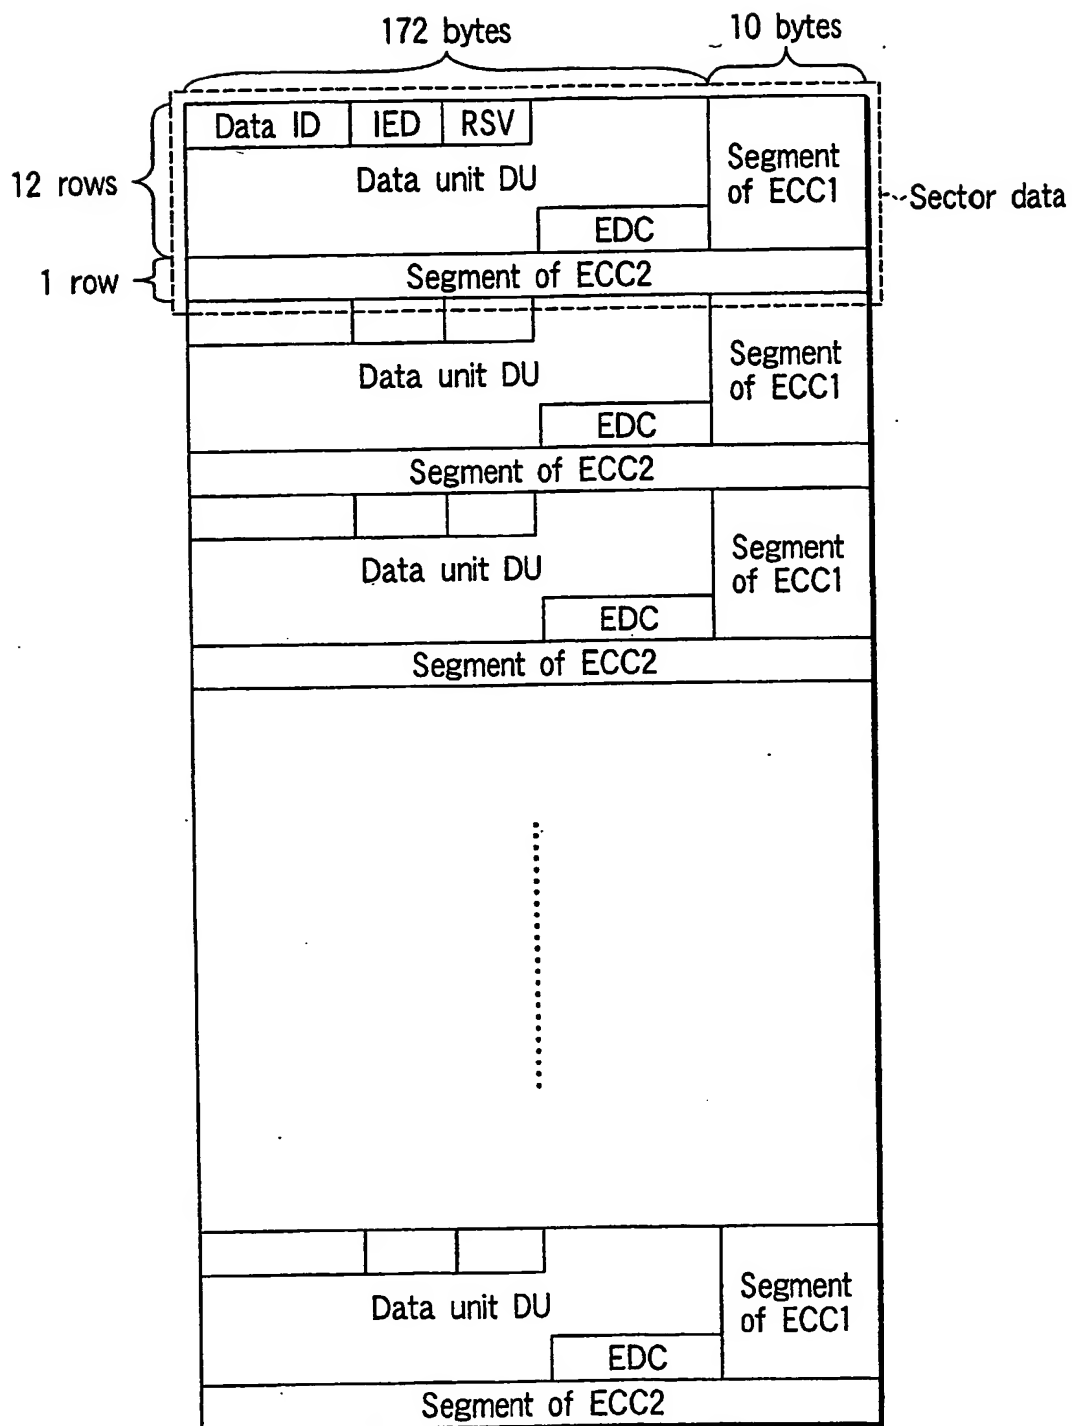 172 bytes
10 bytes
Data ID IED RSV
12 rows
Data unit DU
Segment
of ECC1
Sector data
EDC
1 row
Segment of ECC2
Data unit DU
Segment
of ECC1
EDC
Segment of ECC2
Data unit DU
Segment
of ECC1
EDC
Segment of ECC2
Data unit DU
Segment
of ECC1
EDC
Segment of ECC2